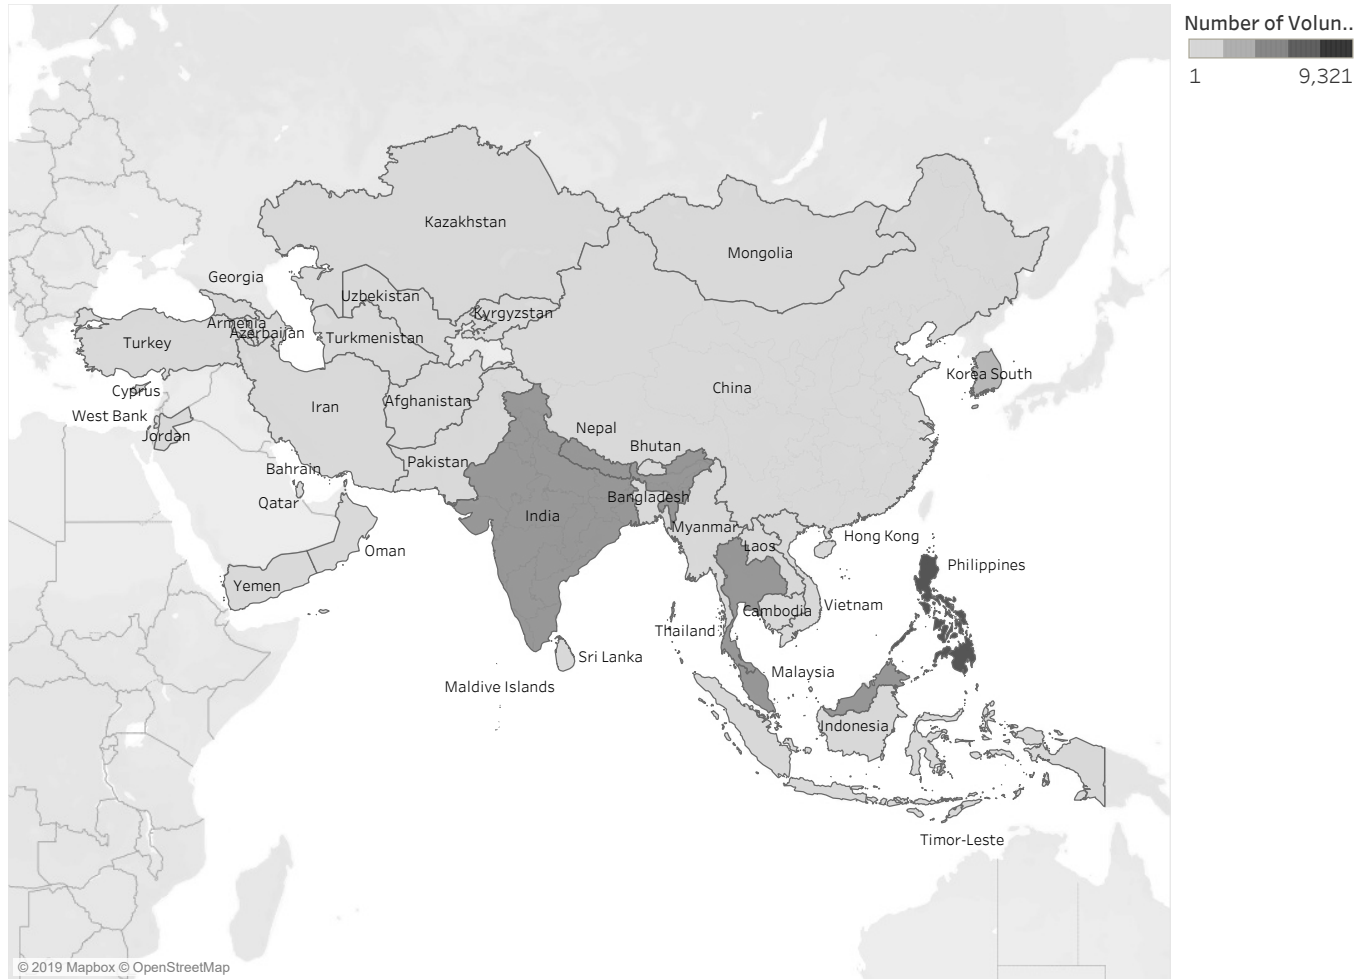 Number of Volun..
1 9,321
Kazakhstan
Mongolia
Georgia
Uzbekistan
Kyrgyzstan
Armenia
Azerbaijan
Turkmenistan
Turkey
Korea South
China
Cyprus
Afghanistan
Iran
West Bank
Nepal
Jordan
Bhutan
Pakistan
Bahrain
Bangladesh
Qatar
India
Myanmar
Hong Kong
Laos
Oman
Philippines
Yemen
Vietnam
Cambodia
Thailand
Sri Lanka
Malaysia
Maldive Islands
Indonesia
Timor-Leste
© 2019 Mapbox © OpenStreetMap